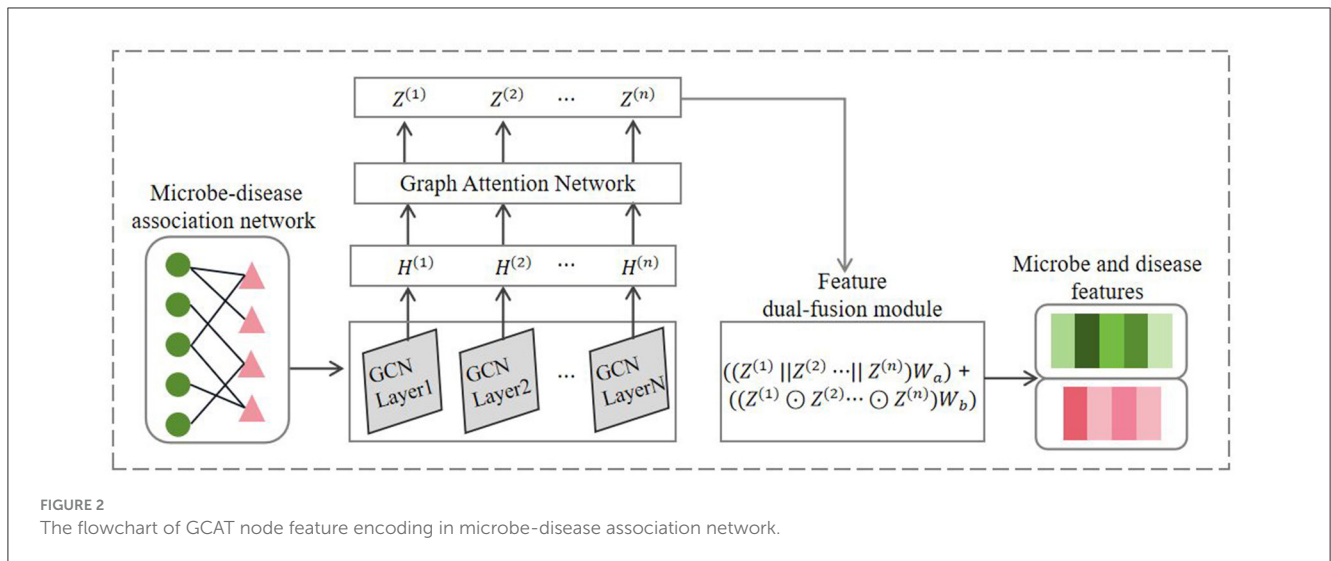 Z^(1) Z^(2) ... Z^(n)
Graph Attention Network
Microbe-disease
association network
H^(1) H^(2) ... H^(n)
GCN
Layer1
GCN
Layer2
...
GCN
LayerN
Feature
dual-fusion module
((Z^(1) ||Z^(2) ⋯|| Z^(n))W_a) +
((Z^(1) ⊙ Z^(2)⋯ ⊙ Z^(n))W_b)
Microbe and disease
features
FIGURE 2
The flowchart of GCAT node feature encoding in microbe-disease association network.